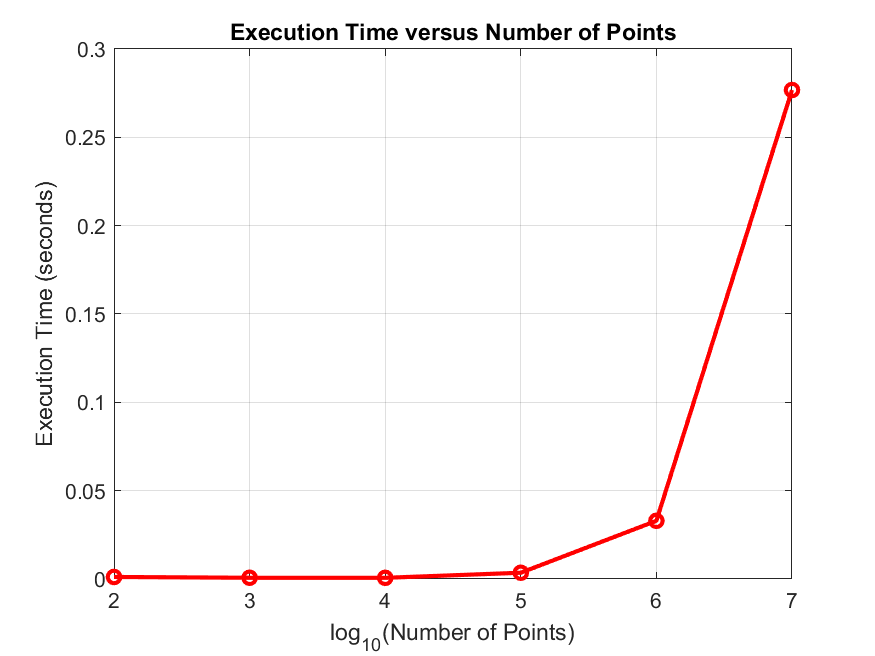 Execution Time versus Number of Points
0.3
0.25
0.2
0.15
0.1
0.05
0
Execution Time (seconds)
2 3 4 5 6 7
log10(Number of Points)